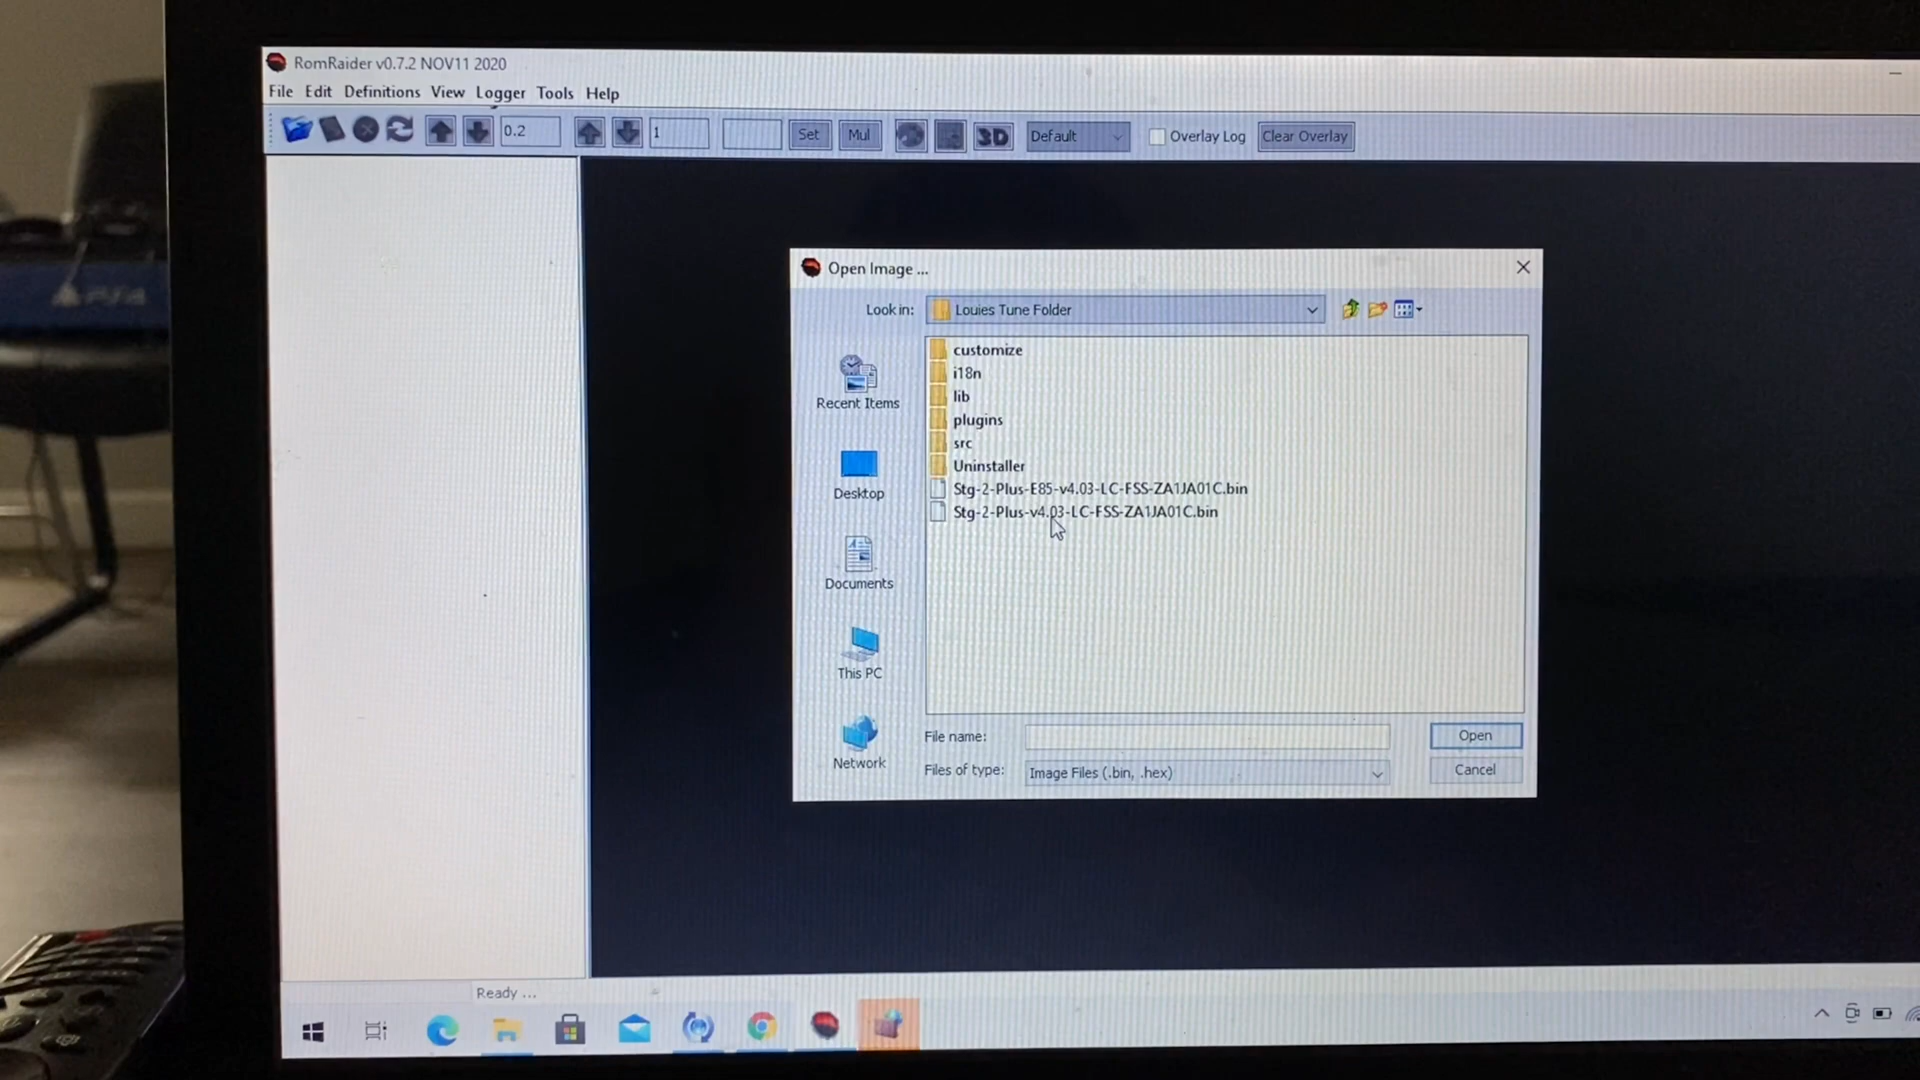 RomRaider v0.7.2 NOV11 2020
File Edit Definitions View Logger Tools Help
0.2 1 Set Mul 3D Default Overlay Log Clear Overlay
Open Image ...
Look in: Louies Tune Folder
Recent Items
Desktop
Documents
This PC
Network
customize
i18n
lib
plugins
src
Uninstaller
Stg-2-Plus-E85-v4.03-LC-FSS-ZA1JA01C.bin
Stg-2-Plus-v4.03-LC-FSS-ZA1JA01C.bin
File name: Open
Files of type: Image Files (.bin, .hex) Cancel
Ready ...
PS4